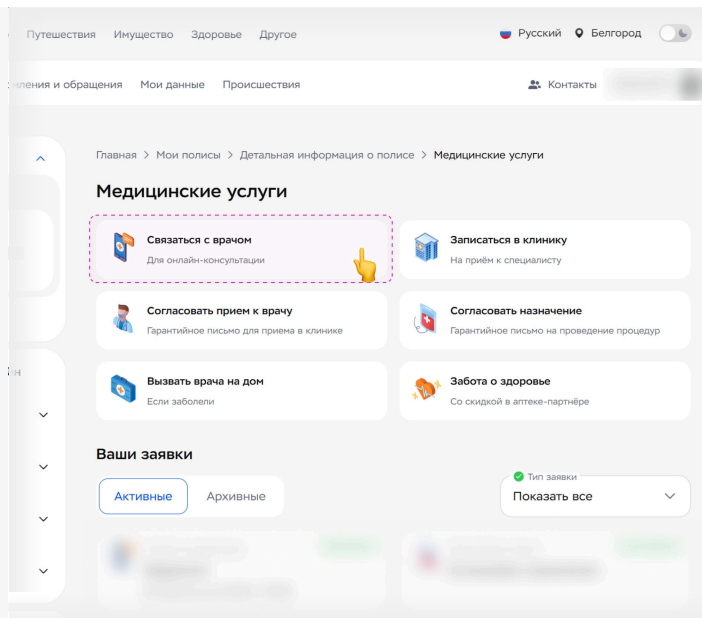 Путешествия Имущество Здоровье Другое Русский Белгород
и обращения Мои данные Происшествия Контакты
Главная > Мои полисы > Детальная информация о полисе > Медицинские услуги
Медицинские услуги
Связаться с врачом
Для онлайн-консультации
Записаться в клинику
На приём к специалисту
Согласовать прием к врачу
Гарантийное письмо для приема в клинике
Согласовать назначение
Гарантийное письмо на проведение процедур
Вызвать врача на дом
Если заболели
Забота о здоровье
Со скидкой в аптеке-партнёре
Ваши заявки
Активные Архивные
Тип заявки
Показать все